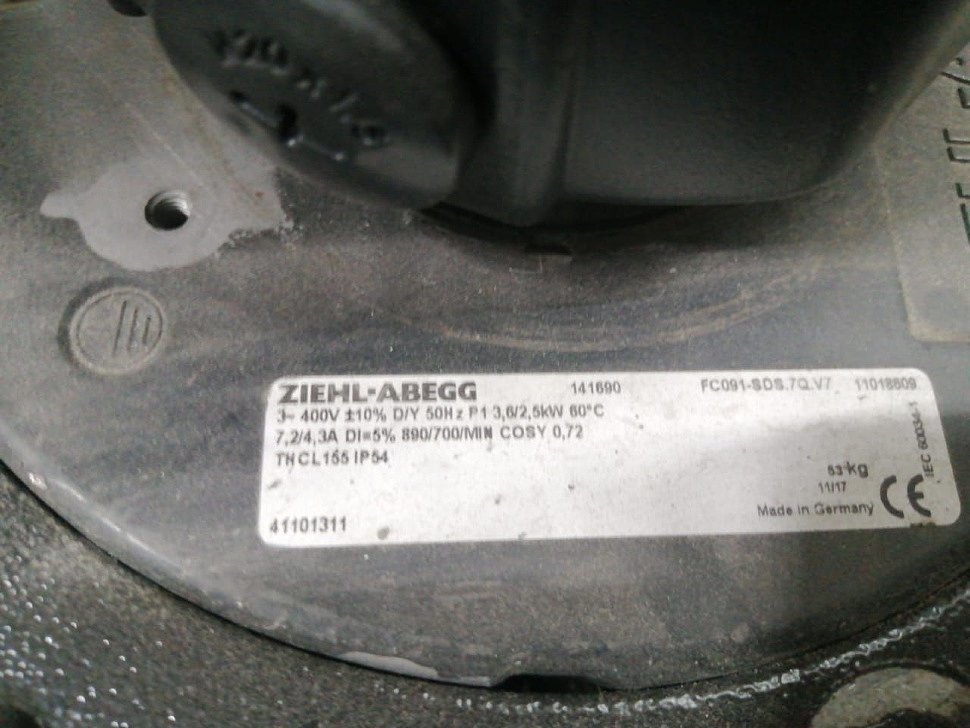 ZIEHL-ABEGG 141690 FC091-SDS.7Q.V7 11018809
3~ 400V ±10% D/Y 50Hz P1 3,6/2,5kW 60°C
7,2/4,3A DI=5% 890/700/MIN COSY 0,72
THCL155 IP54
53 kg
11/17
Made in Germany CE
IEC 60034-1
41101311